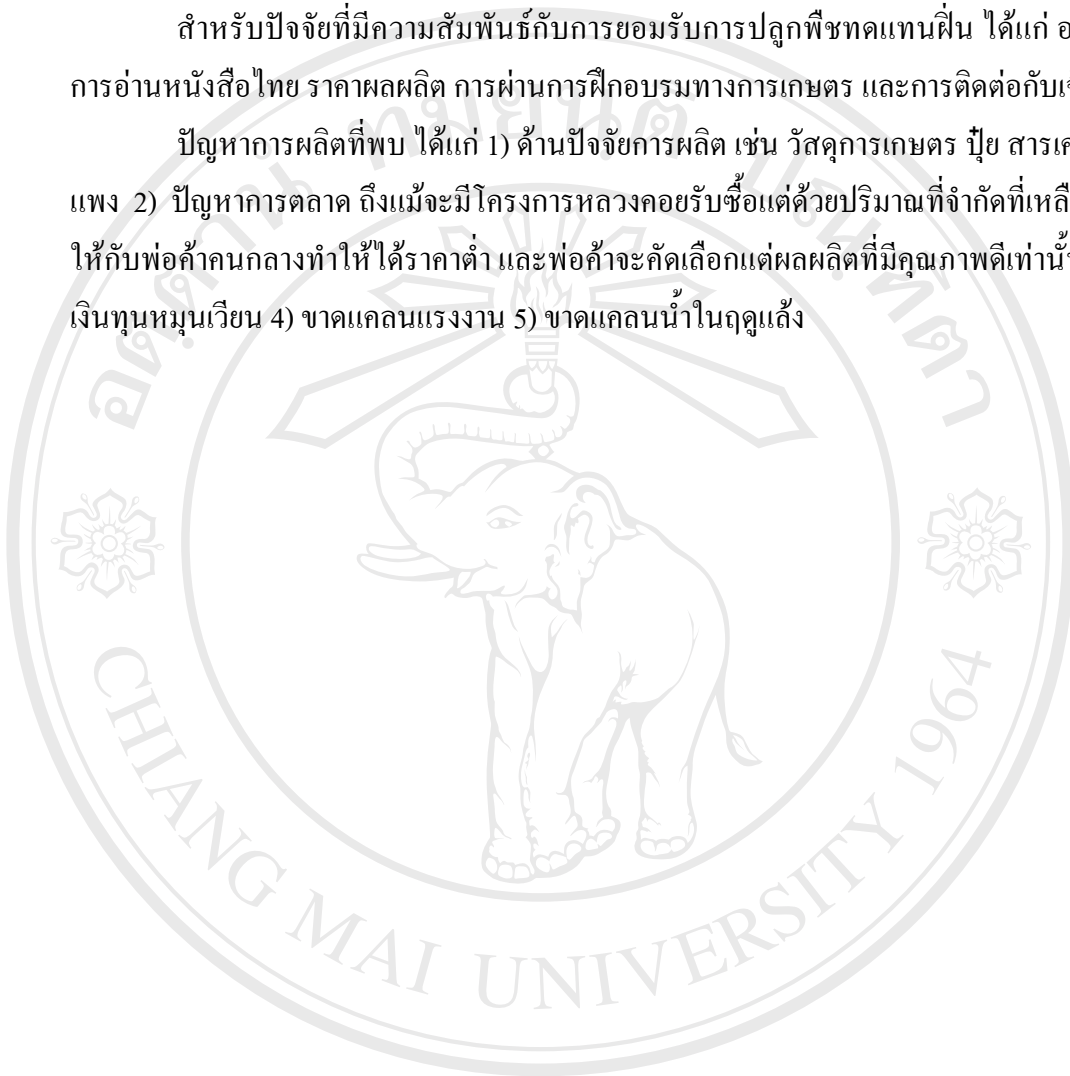 สำหรับปัจจัยที่มีความสัมพันธ์กับการยอมรับการปลูกพืชทดแทนฝิ่น ได้แก่
การอ่านหนังสือไทย ราคาผลผลิต การผ่านการฝึกอบรมทางการเกษตร และการติดต่อกับ
ปัญหาการผลิตที่พบ ได้แก่ 1) ด้านปัจจัยการผลิต เช่น วัสดุการเกษตร ปุ๋ย
แพง 2) ปัญหาการตลาด ถึงแม้จะมีโครงการหลวงคอยรับซื้อแต่ด้วยปริมาณที่จำกัดที่เหลือ
ให้กับพ่อค้าคนกลางทำให้ได้ราคาต่ำ และพ่อค้าจะคัดเลือกแต่ผลผลิตที่มีคุณภาพดีเท่านั้น
เงินทุนหมุนเวียน 4) ขาดแคลนแรงงาน 5) ขาดแคลนน้ำในฤดูแล้ง
อตฺตานํ ทมยนฺติ ปณฺฑิตา
CHIANG MAI UNIVERSITY 1964